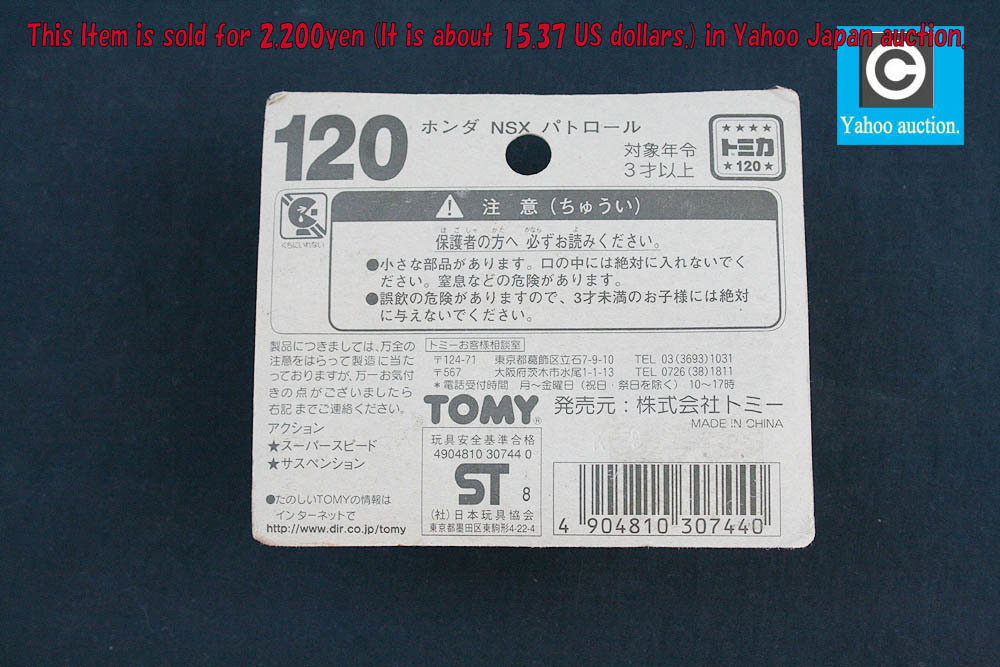 This Item is sold for 2,200yen (It is about 15.37 US dollars.) in Yahoo Japan auction.
C
Yahoo auction.
120
ホンダ NSX パトロール
対象年令
3才以上
★★★★
トミカ
★120★
くちにいれない
! 注意(ちゅうい)
ほごしゃ かた かなら よ
保護者の方へ 必ずお読みください。
●小さな部品があります。口の中には絶対に入れないでく
ださい。窒息などの危険があります。
●誤飲の危険がありますので、3才未満のお子様には絶対
に与えないでください。
製品につきましては、万全の
注意をはらって製造に当た
っておりますが、万一お気付
きの点がございましたら
右記までご連絡ください。
アクション
★スーパースピード
★サスペンション
●たのしいTOMYの情報は
インターネットで
http://www.dir.co.jp/tomy
トミーお客様相談室
〒124-71 東京都葛飾区立石7-9-10 TEL 03(3693)1031
〒567 大阪府茨木市水尾1-1-13 TEL 0726(38)1811
*電話受付時間 月~金曜日(祝日・祭日を除く) 10~17時
TOMY® 発売元:株式会社トミー
MADE IN CHINA
玩具安全基準合格
4904810 30744 0
ST 8
(社)日本玩具協会
東京都墨田区東駒形4-22-4
4 904810 307440